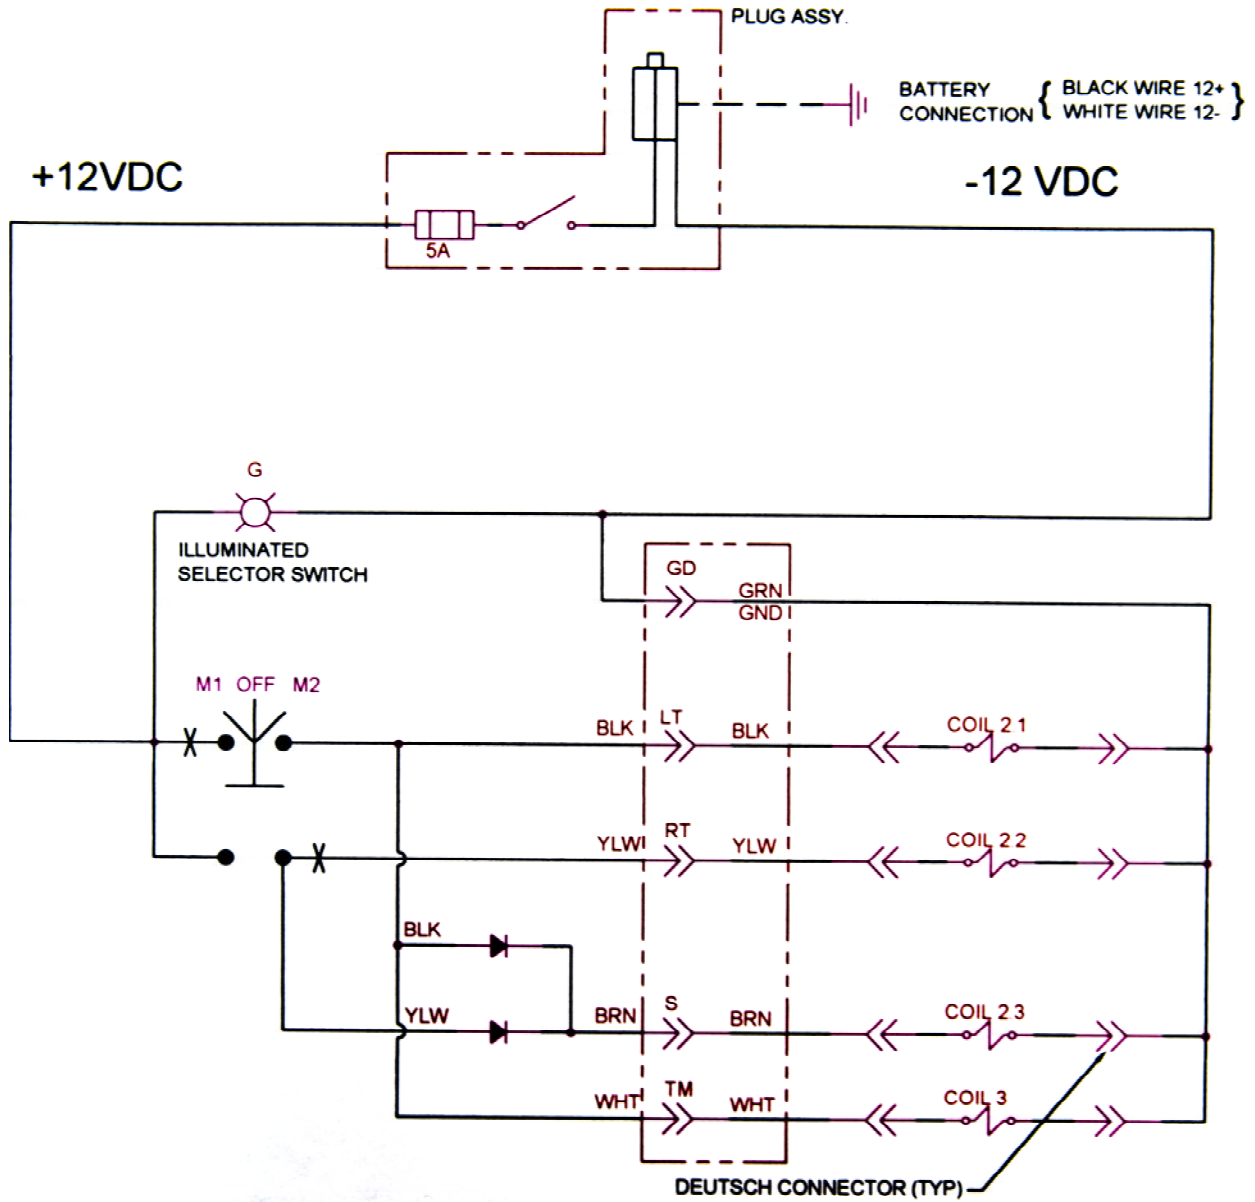 PLUG ASSY.
BATTERY CONNECTION { BLACK WIRE 12+ WHITE WIRE 12- }
+12VDC
-12 VDC
5A
G
ILLUMINATED
SELECTOR SWITCH
GD
GRN
GND
M1 OFF M2
BLK
LT
BLK
COIL 2 1
YLW
RT
YLW
COIL 2 2
BLK
YLW
BRN
S
BRN
COIL 2 3
WHT
TM
WHT
COIL 3
DEUTSCH CONNECTOR (TYP)